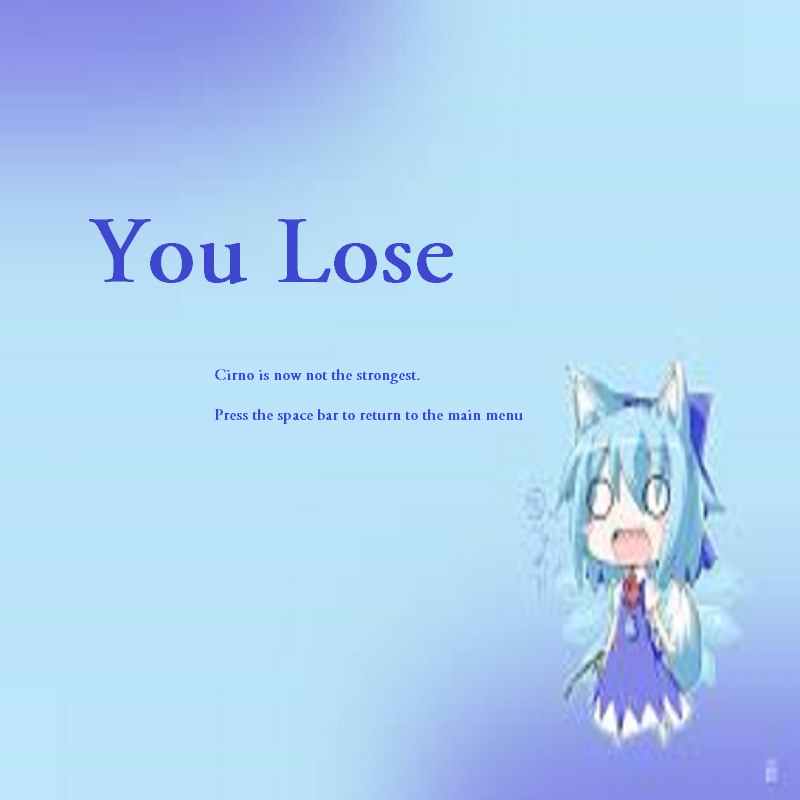 You Lose
Cirno is now not the strongest.
Press the space bar to return to the main menu